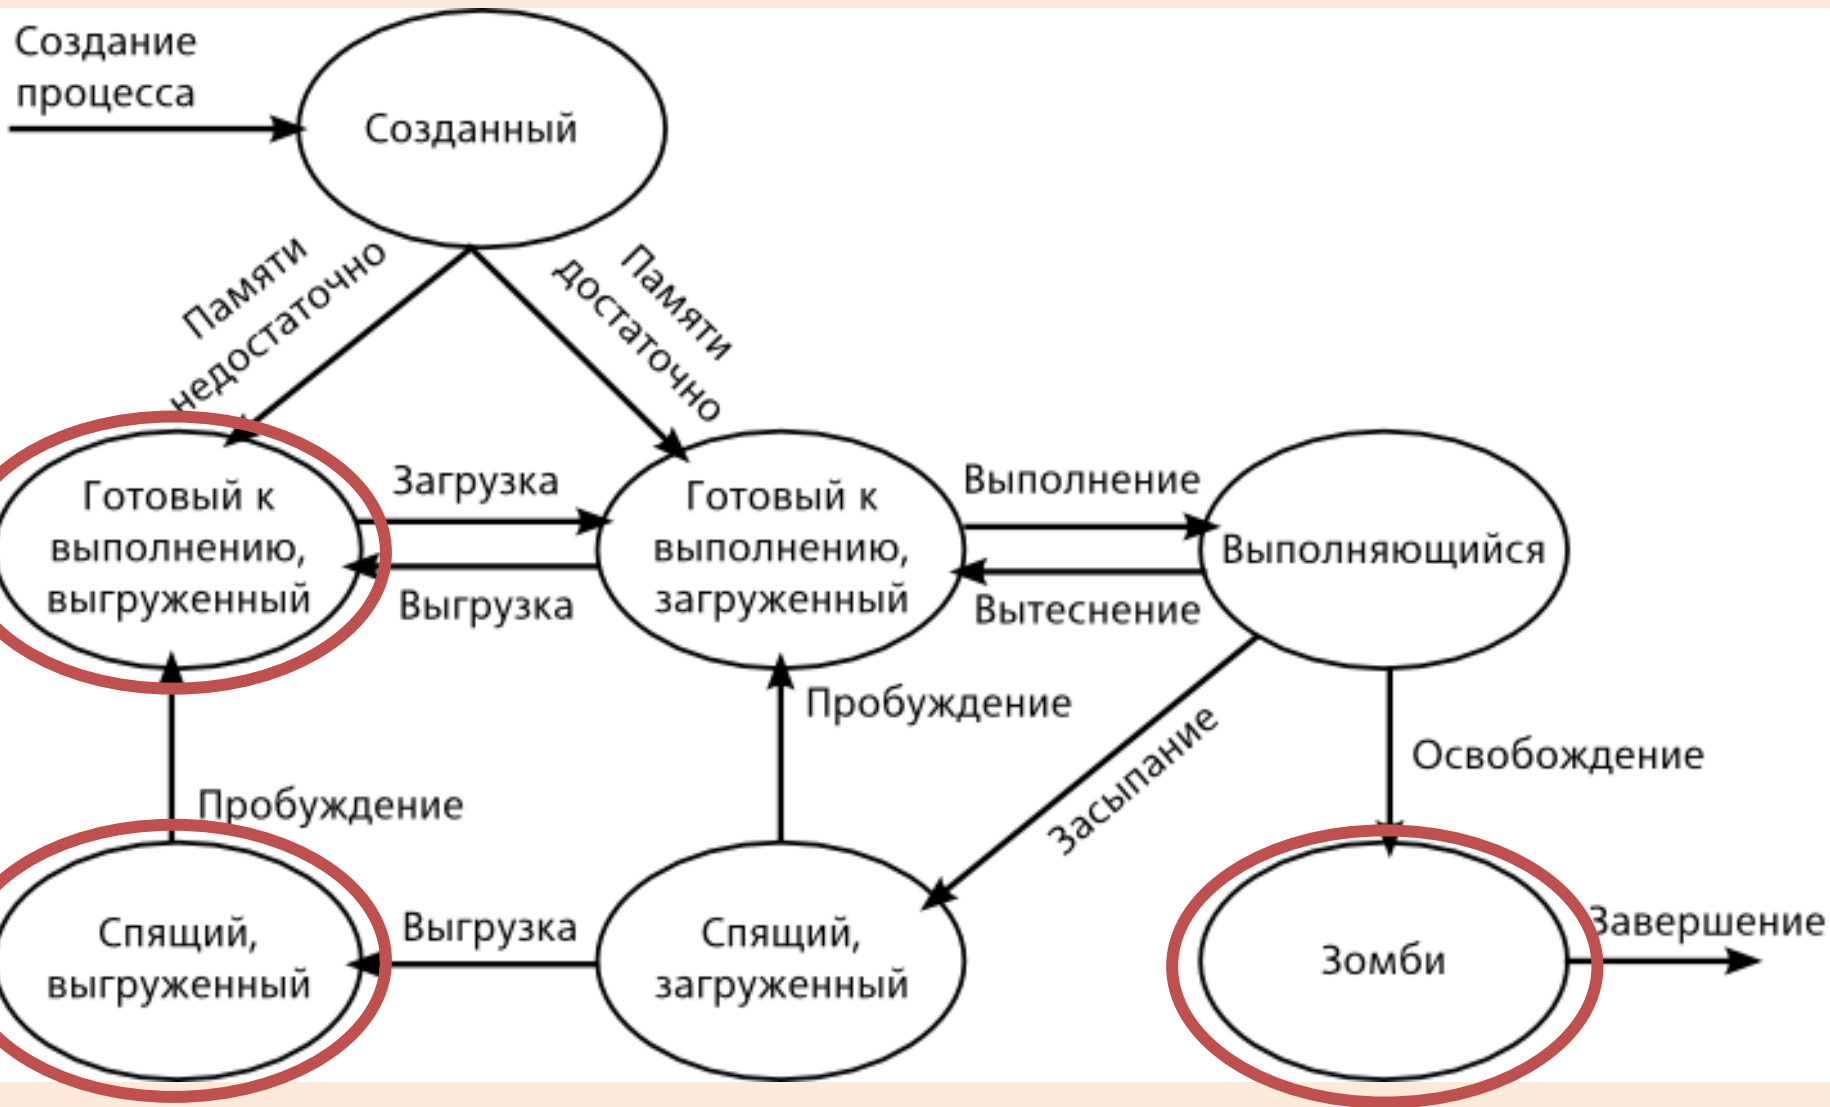 Создание
процесса
Созданный
Памяти
недостаточно
Памяти
достаточно
Готовый к
выполнению,
выгруженный
Загрузка
Выгрузка
Готовый к
выполнению,
загруженный
Выполнение
Вытеснение
Выполняющийся
Пробуждение
Пробуждение
Засыпание
Освобождение
Спящий,
выгруженный
Выгрузка
Спящий,
загруженный
Зомби
Завершение